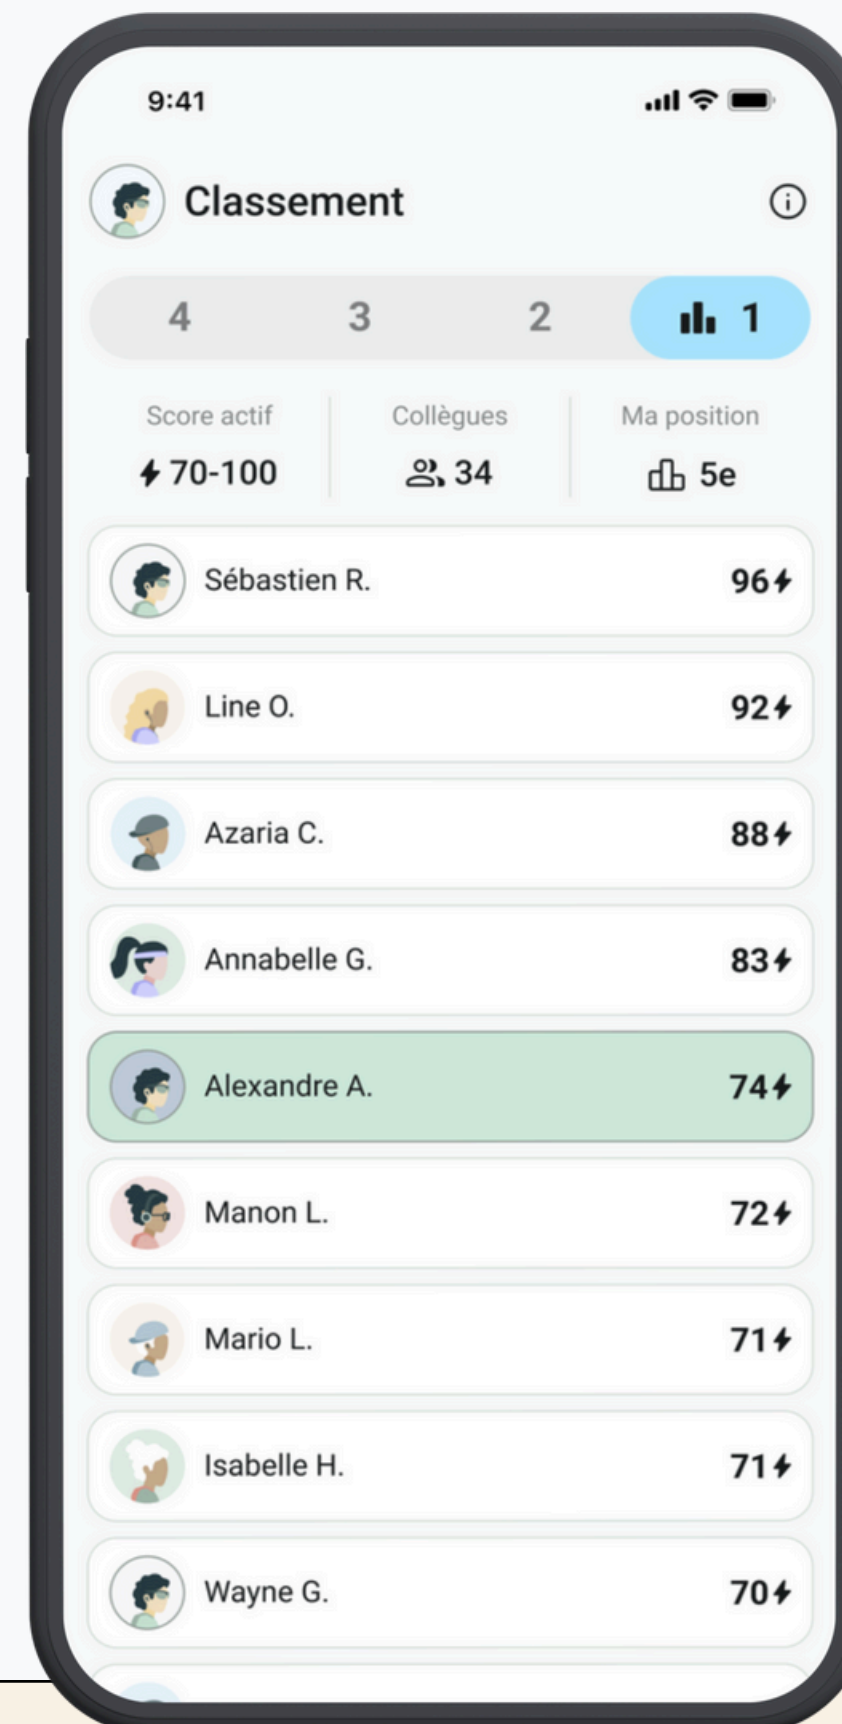 9:41
Classement
4 3 2 1
Score actif Collègues Ma position
70-100 34 5e
Sébastien R. 96
Line O. 92
Azaria C. 88
Annabelle G. 83
Alexandre A. 74
Manon L. 72
Mario L. 71
Isabelle H. 71
Wayne G. 70